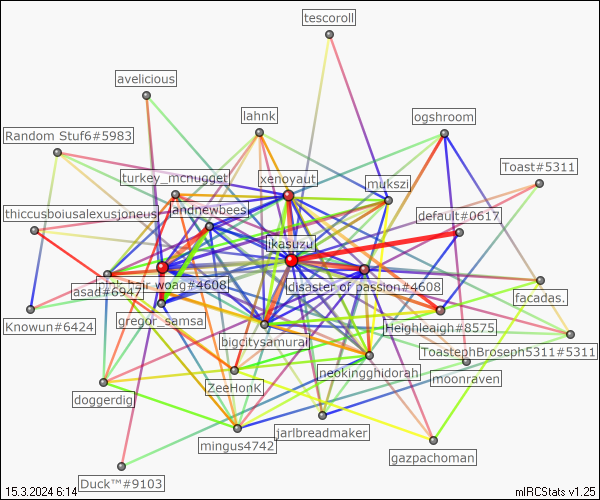 tescoroll
avelicious
lahnk
ogshroom
Random Stuf6#5983
Toast#5311
turkey_mcnugget
xenoyaut
mukszi
thiccusboiusalexusjoneus
andnewbees
default#0617
jkasuzu
pink hair woag#4608
disaster of passion#4608
asad#6947
facadas.
Knowun#6424
gregor_samsa
Heighleaigh#8575
bigcitysamurai
ToastephBroseph5311#5311
neokingghidorah
moonraven
ZeeHonk
doggerdig
jarlbreadmaker
mingus4742
gazpachoman
Duck™#9103
15.3.2024 6:14
mIRCStats v1.25